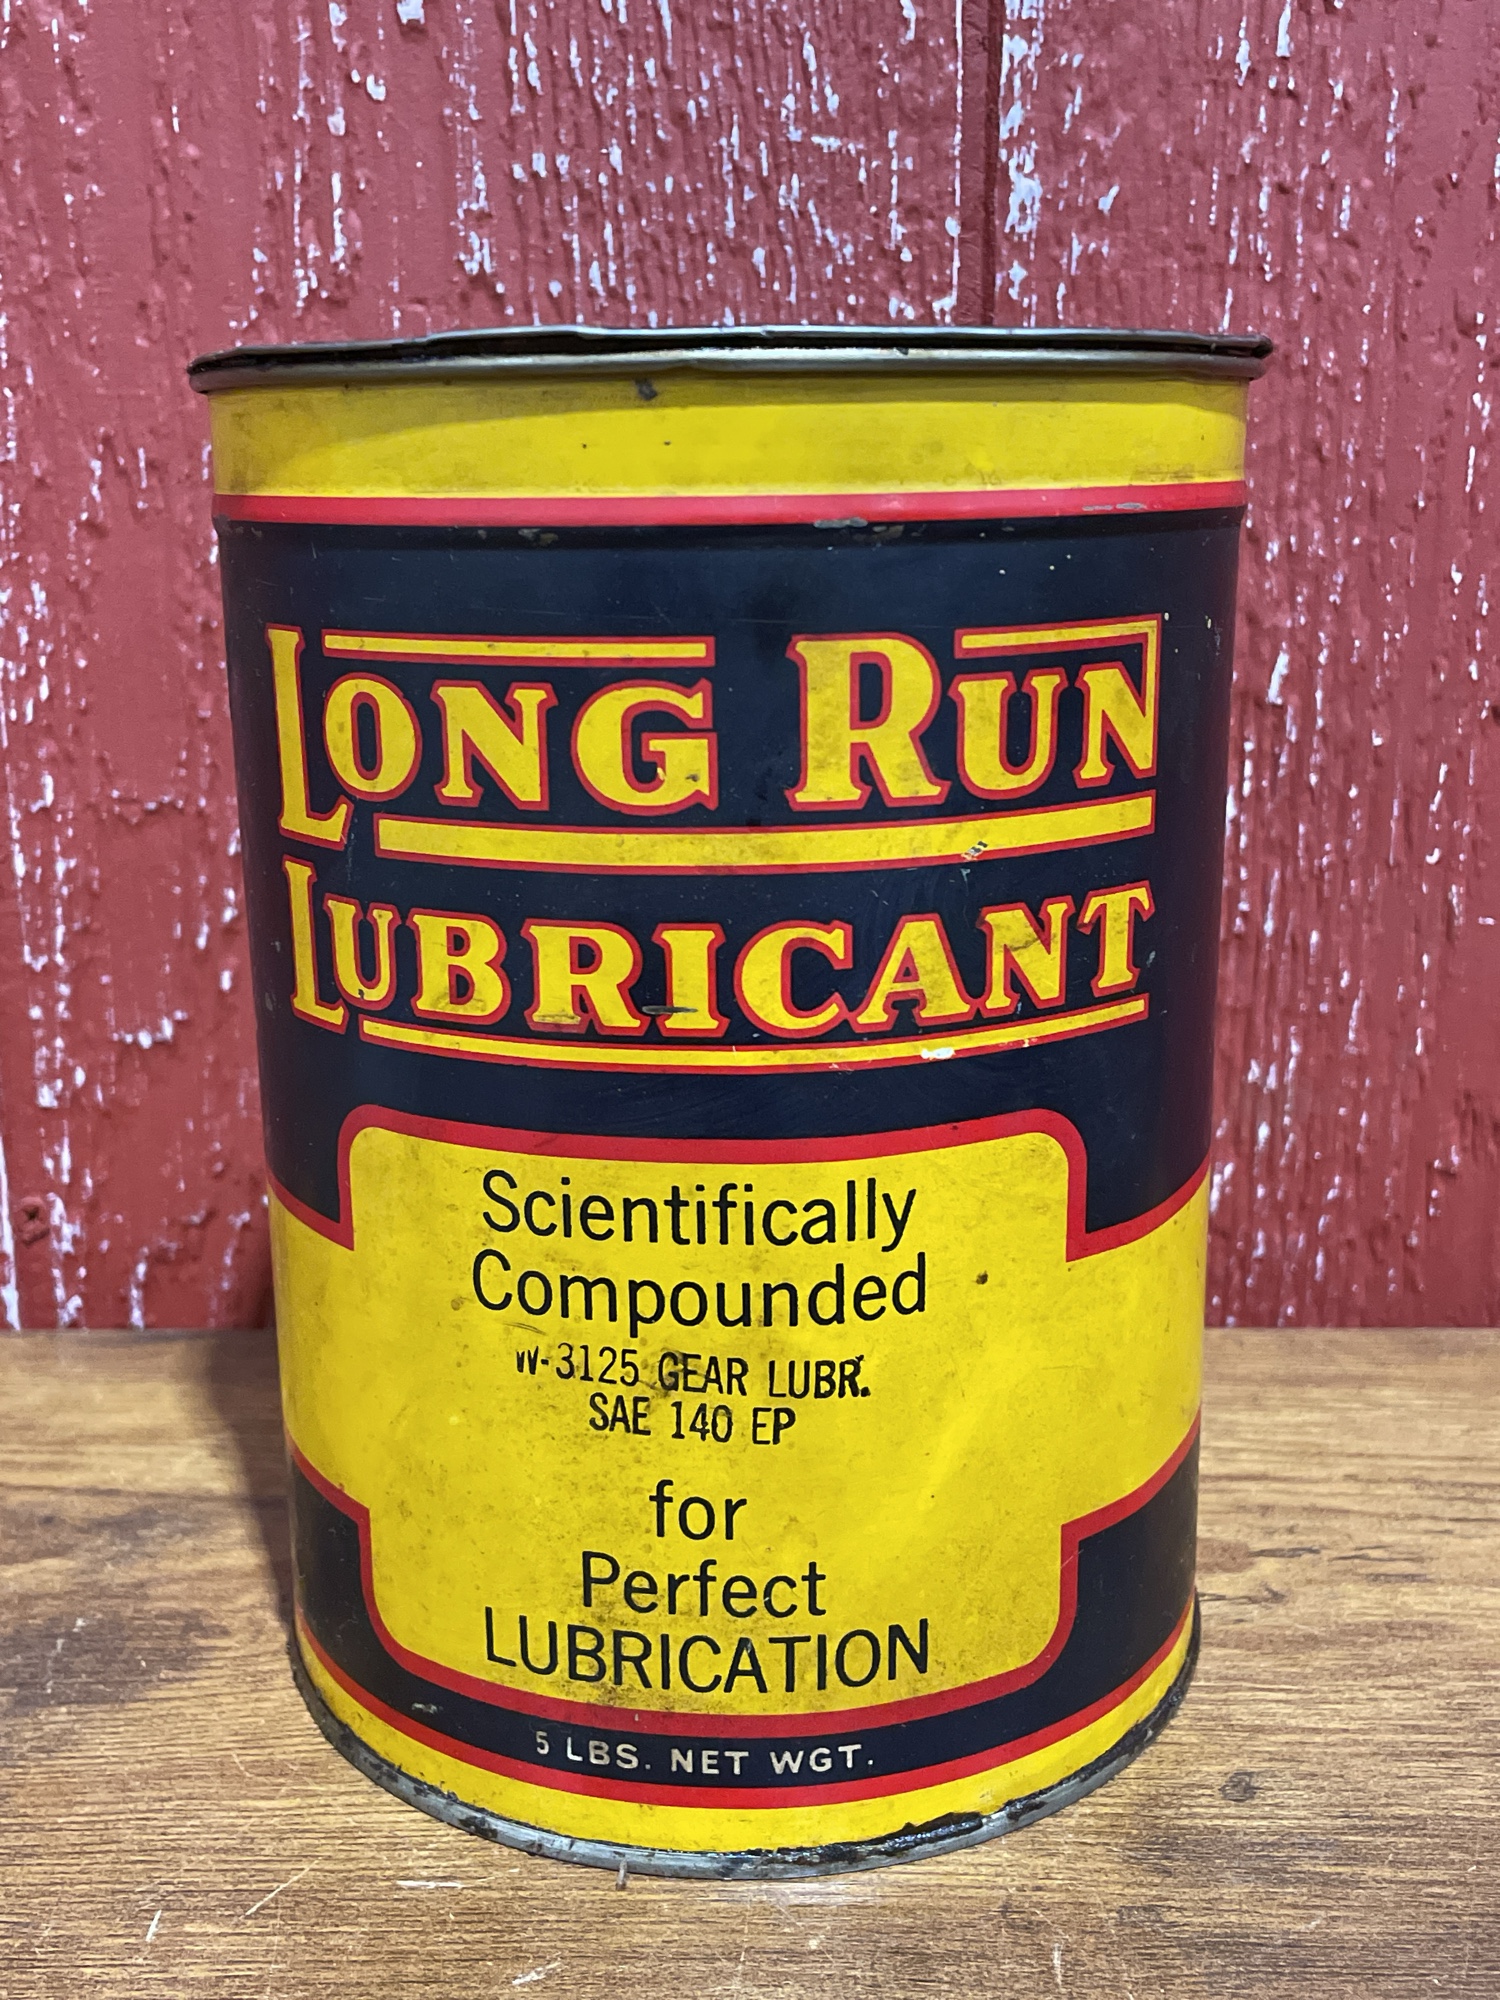 LONG RUN
LUBRICANT
Scientifically
Compounded
W-3125 GEAR LUBR.
SAE 140 EP
for
Perfect
LUBRICATION
5 LBS. NET WGT.